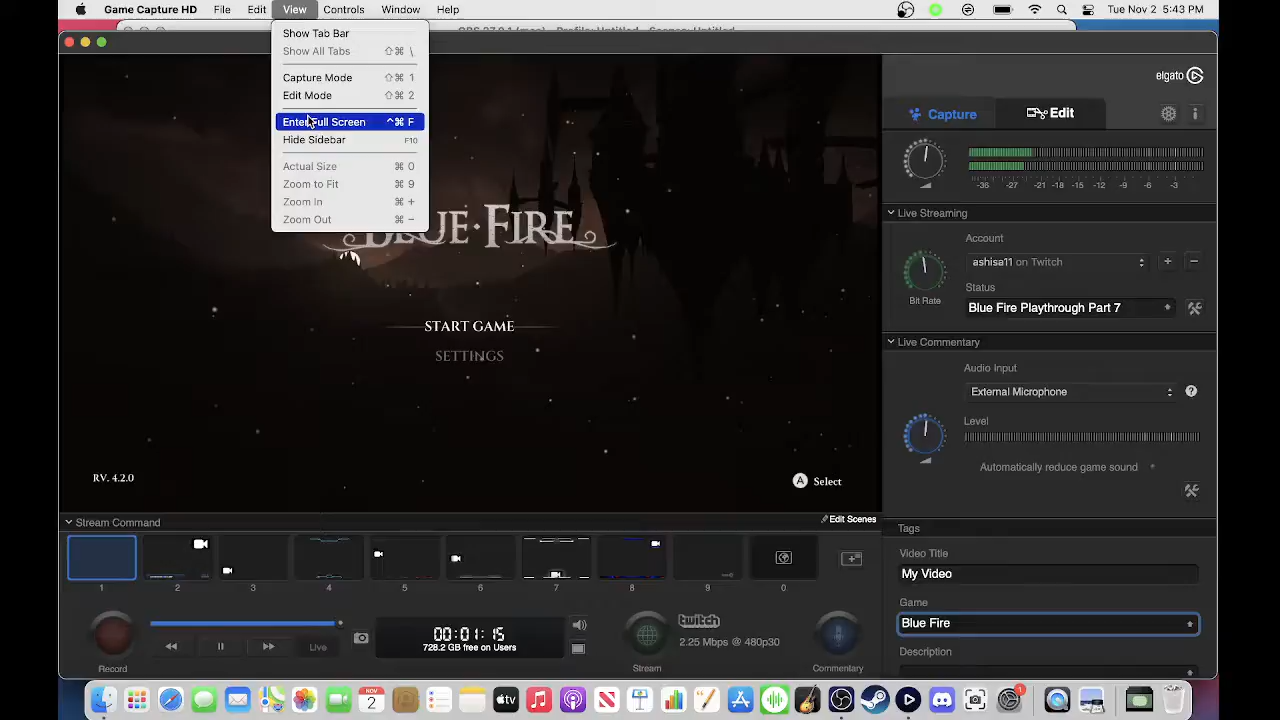 Game Capture HD File Edit View Controls Window Help Tue Nov 2 5:43 PM
Show Tab Bar
Show All Tabs ⇧⌘ \
Capture Mode ⇧⌘ 1
Edit Mode ⇧⌘ 2
Enter Full Screen ^⌘ F
Hide Sidebar F10
Actual Size ⌘ 0
Zoom to Fit ⌘ 9
Zoom In ⌘ +
Zoom Out ⌘ −
BLUE·FIRE
START GAME
SETTINGS
RV. 4.2.0
A Select
elgato
Capture Edit
-36 -27 -21 -18 -15 -12 -9 -6 -3
Live Streaming
Account
ashisa11 on Twitch
Status
Bit Rate
Blue Fire Playthrough Part 7
Live Commentary
Audio Input
External Microphone
Level
Automatically reduce game sound
Stream Command Edit Scenes
1 2 3 4 5 6 7 8 9 0
Tags
Video Title
My Video
Game
Blue Fire
Description
Live
00:01:15
728.2 GB free on Users
twitch
2.25 Mbps @ 480p30
Record
Stream
Commentary
NOV
2
tv
1